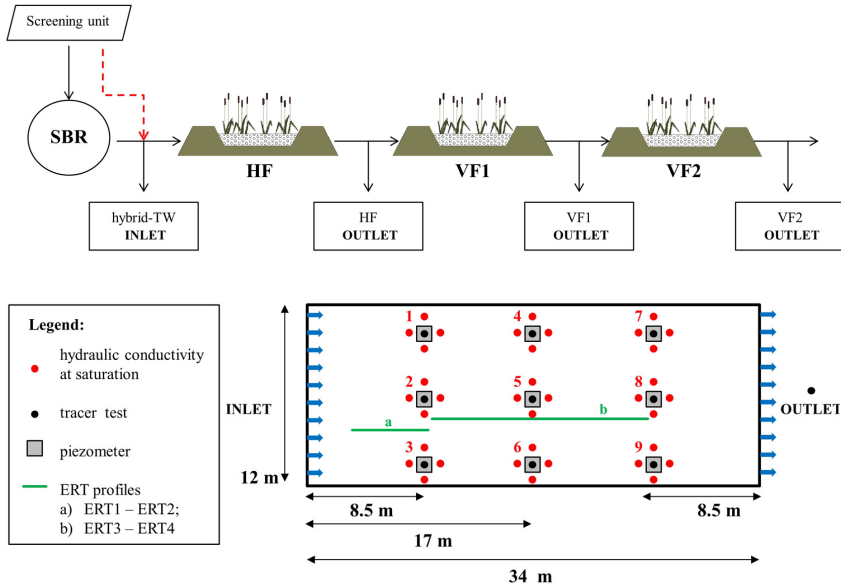 Screening unit
SBR
HF
VF1
VF2
hybrid-TW
INLET
HF
OUTLET
VF1
OUTLET
VF2
OUTLET
Legend:
hydraulic conductivity
at saturation
tracer test
piezometer
ERT profiles
a) ERT1 – ERT2;
b) ERT3 – ERT4
1 4 7
2 5 8
INLET
OUTLET
a b
3 6 9
12 m
8.5 m
8.5 m
17 m
34 m